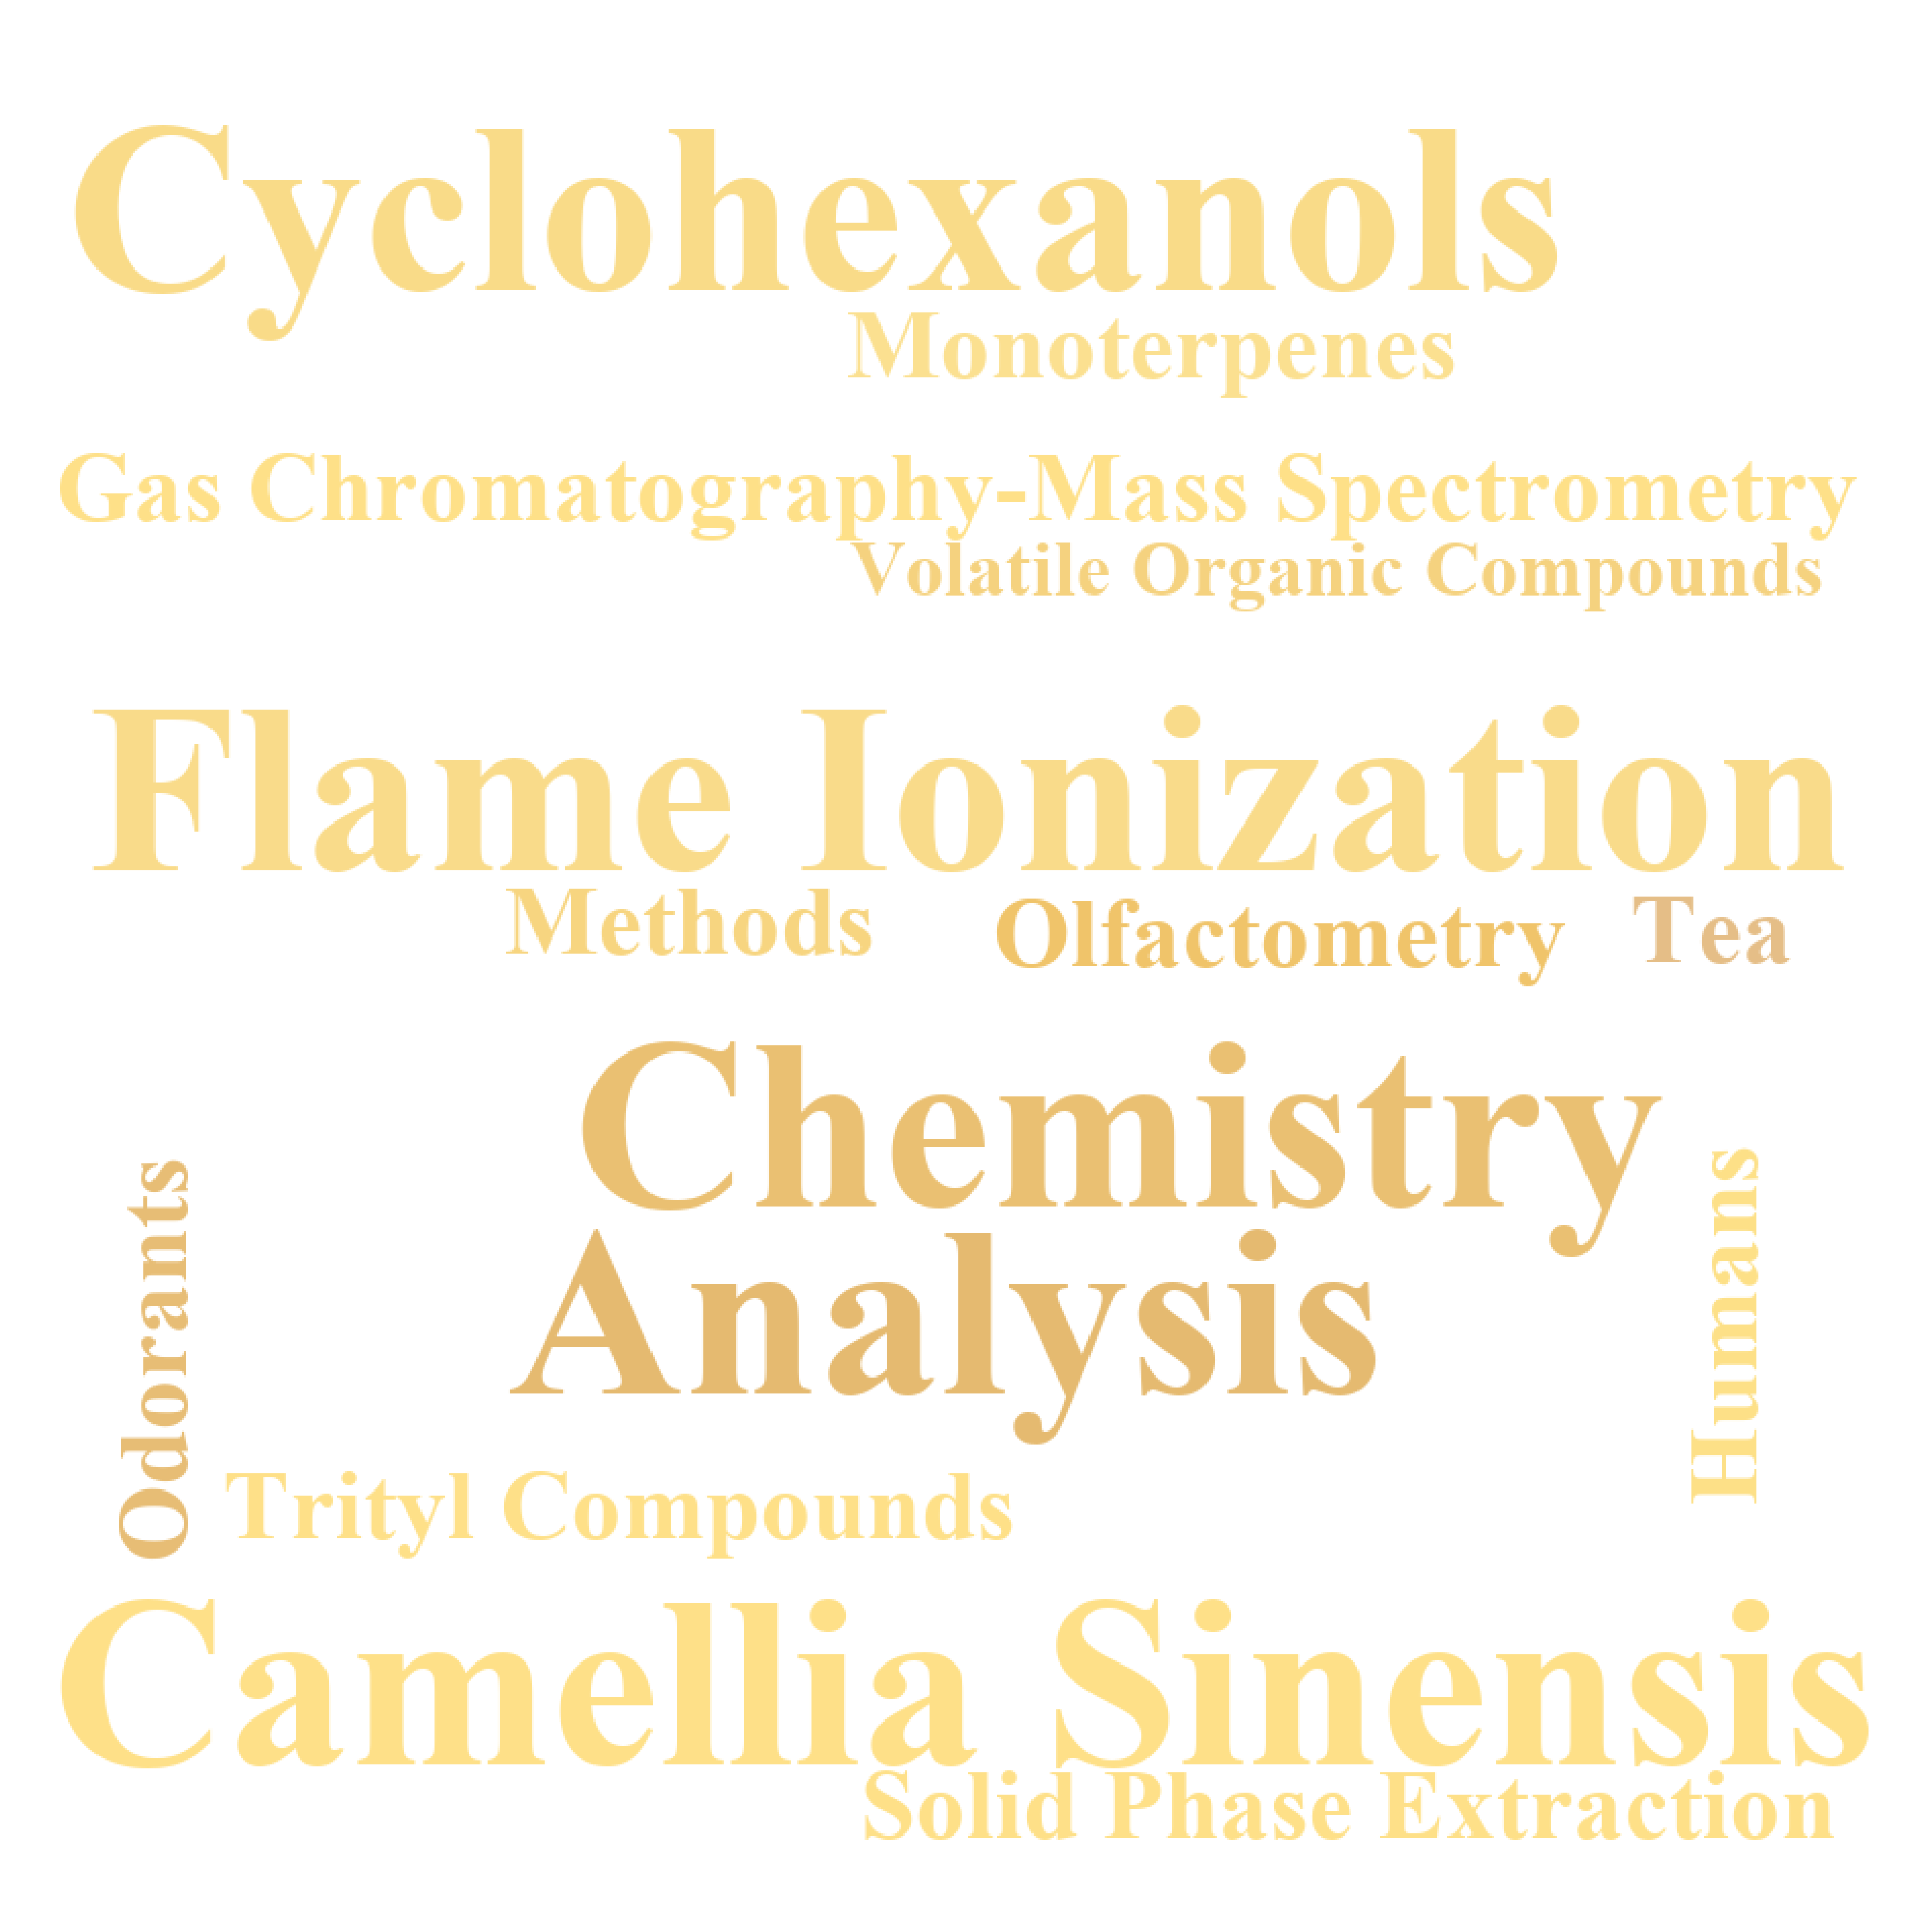 Cyclohexanols
Monoterpenes
Gas Chromatography-Mass Spectrometry
Volatile Organic Compounds
Flame Ionization
Methods
Olfactometry
Tea
Chemistry
Analysis
Odorants
Humans
Trityl Compounds
Camellia Sinensis
Solid Phase Extraction